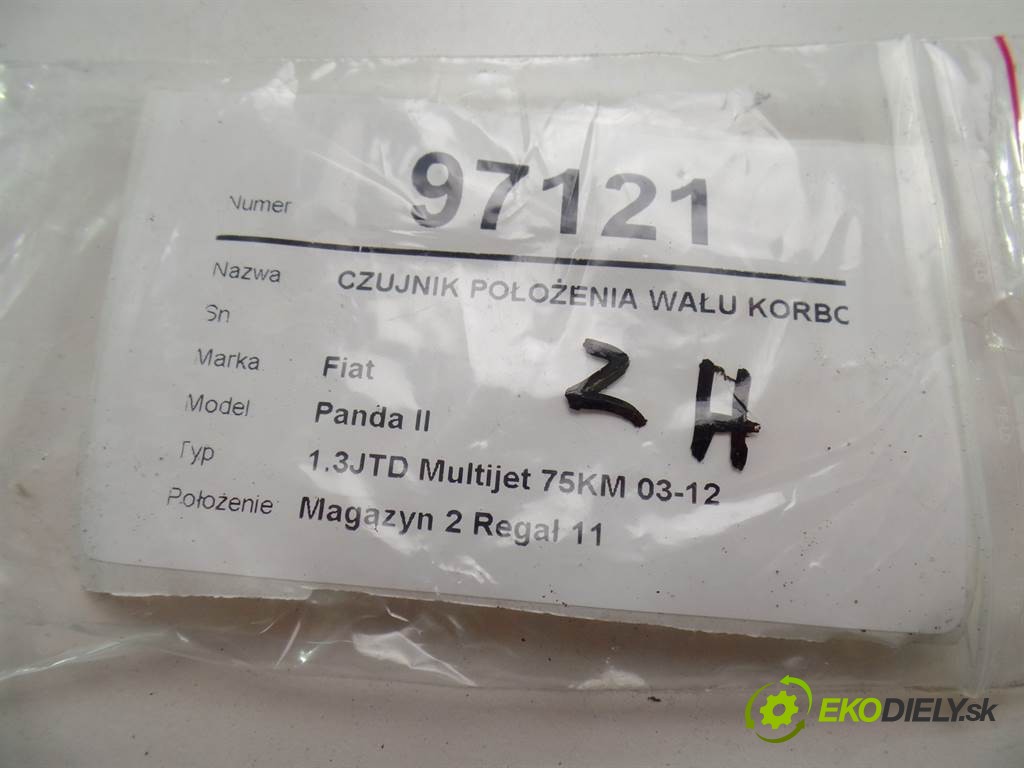 Numer 97121
Nazwa CZUJNIK POŁOŻENIA WAŁU KORBO
Sn
Marka Fiat
2 H
Model Panda II
Typ 1.3JTD Multijet 75KM 03-12
Położenie Magazyn 2 Regał 11
EKODIELY.sk